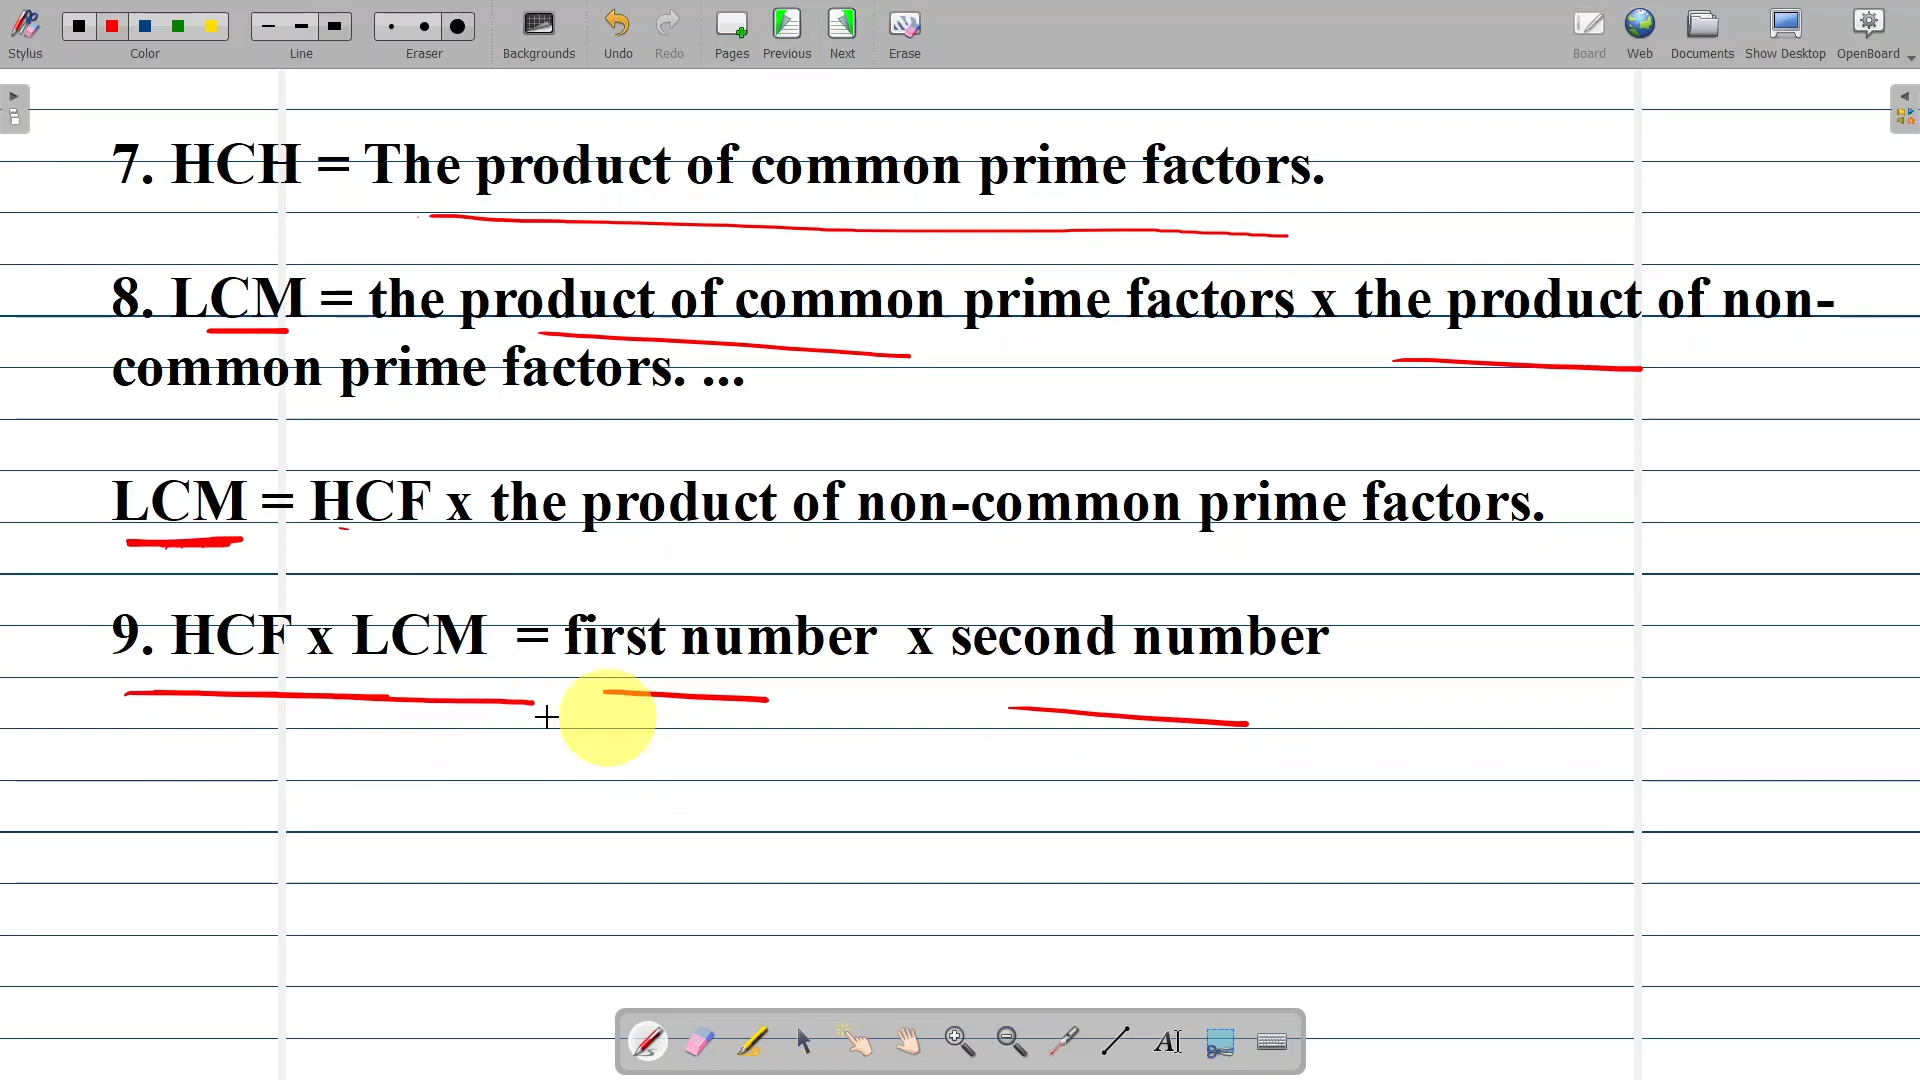 Stylus Color Line Eraser Backgrounds Undo Redo Pages Previous Next Erase Board Web Documents Show Desktop OpenBoard
7. HCH = The product of common prime factors.
8. LCM = the product of common prime factors x the product of non-
common prime factors. ...
LCM = HCF x the product of non-common prime factors.
9. HCF x LCM = first number x second number